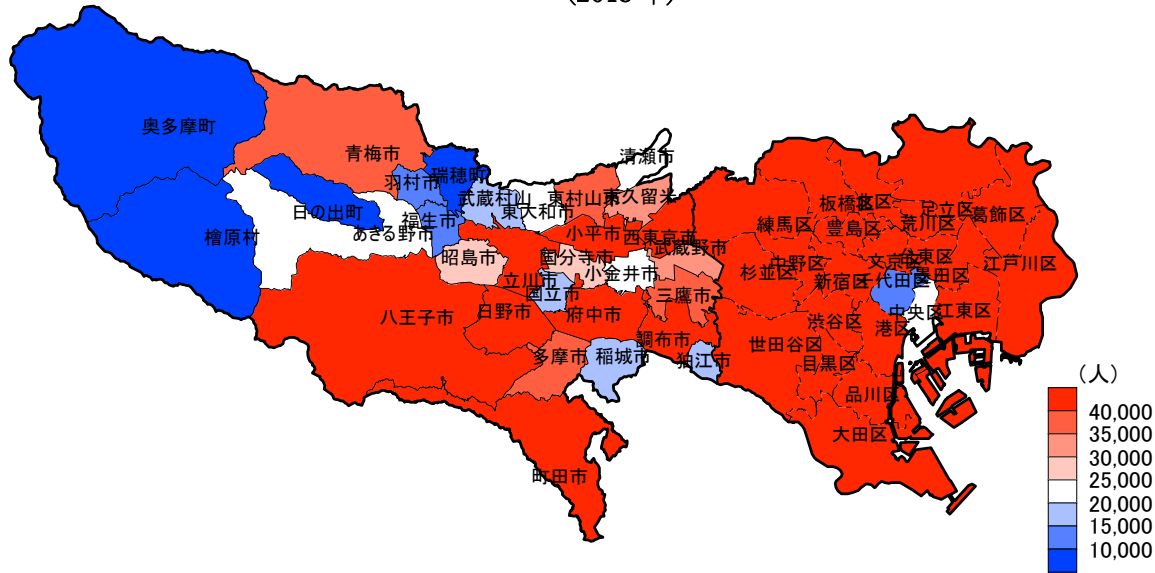 (2018 年)
奥多摩町
青梅市
瑞穂町
羽村市
日の出町
檜原村
あきる野市
福生市
武蔵村山
東大和市
東村山市
清瀬市
東久留米
昭島市
立川市
国分寺市
小平市
西東京市
小金井市
武蔵野市
三鷹市
国立市
八王子市
日野市
府中市
調布市
多摩市
稲城市
狛江市
町田市
練馬区
板橋区
北区
足立区
葛飾区
豊島区
荒川区
杉並区
中野区
文京区
台東区
墨田区
江戸川区
新宿区
千代田区
中央区
江東区
渋谷区
港区
世田谷区
目黒区
品川区
大田区
(人)
40,000
35,000
30,000
25,000
20,000
15,000
10,000